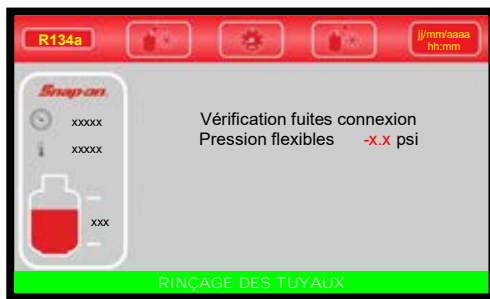 R134a
jj/mm/aaaa
hh:mm
Snap-on
xxxxx
xxxxx
xxx
Vérification fuites connexion
Pression flexibles -x.x psi
RINÇAGE DES TUYAUX